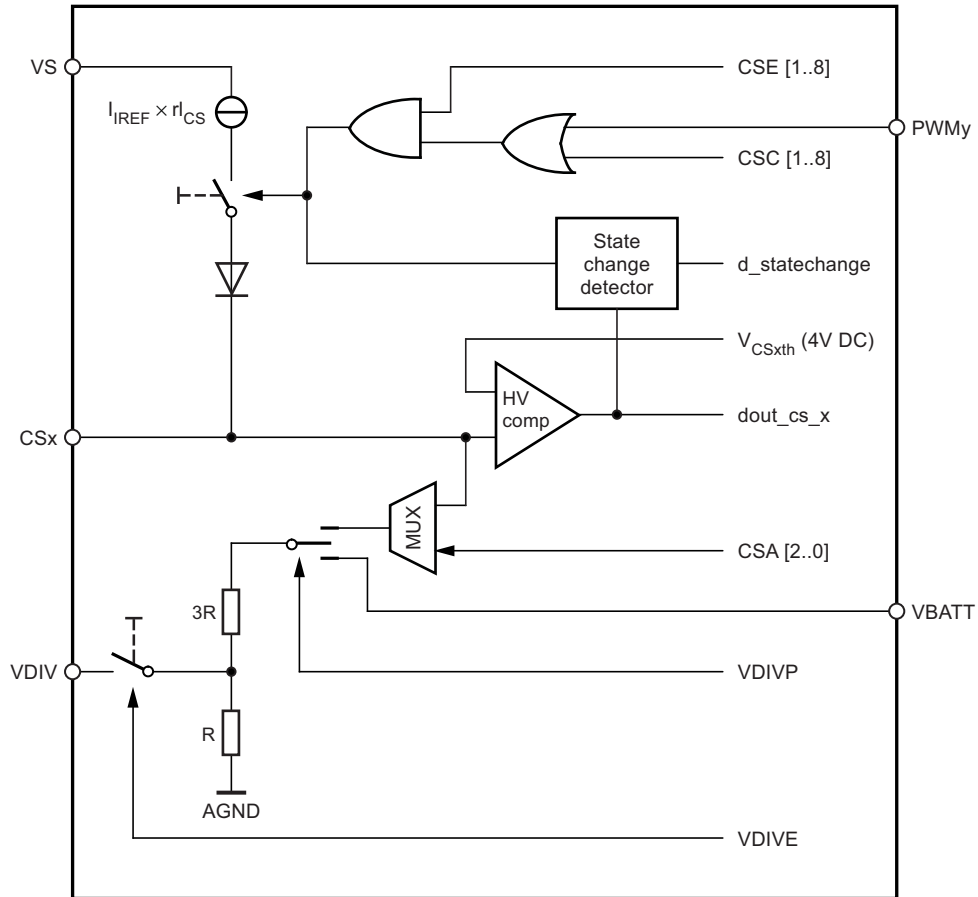 VS
CSE [1..8]
I_IREF × rI_CS
PWMy
CSC [1..8]
State
change
detector
d_statechange
V_CSxth (4V DC)
HV
comp
dout_cs_x
CSx
MUX
CSA [2..0]
3R
VBATT
VDIV
VDIVP
R
AGND
VDIVE